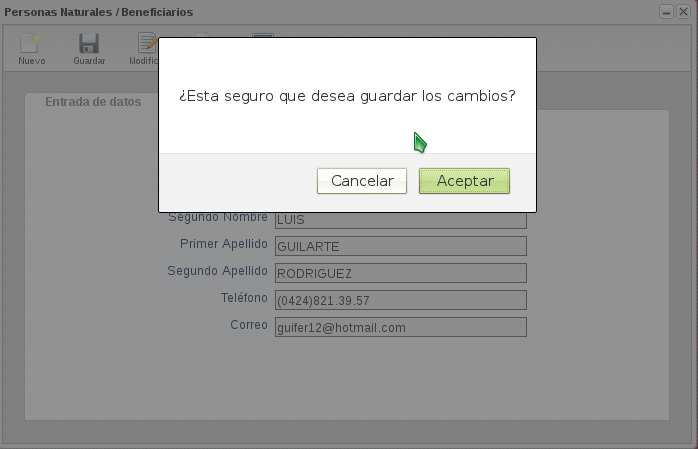 Personas Naturales / Beneficiarios
Nuevo
Guardar
Entrada de datos
¿Esta seguro que desea guardar los cambios?
Cancelar
Aceptar
Segundo Nombre
LUIS
Primer Apellido
GUILARTE
Segundo Apellido
RODRIGUEZ
Teléfono
(0424)821.39.57
Correo
guifer12@hotmail.com